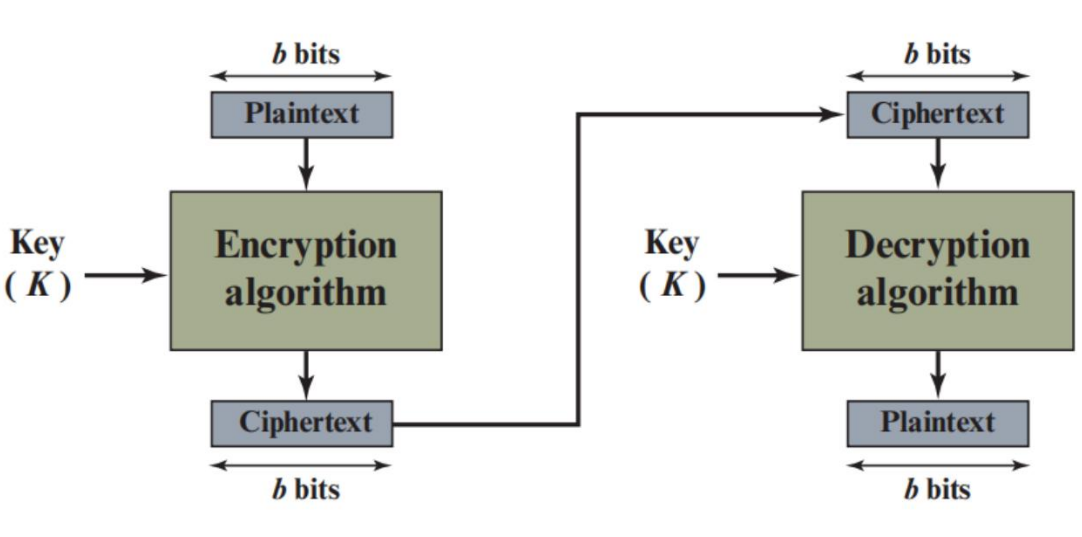 b bits
Plaintext
Key
( K )
Encryption
algorithm
Ciphertext
b bits
b bits
Ciphertext
Key
( K )
Decryption
algorithm
Plaintext
b bits